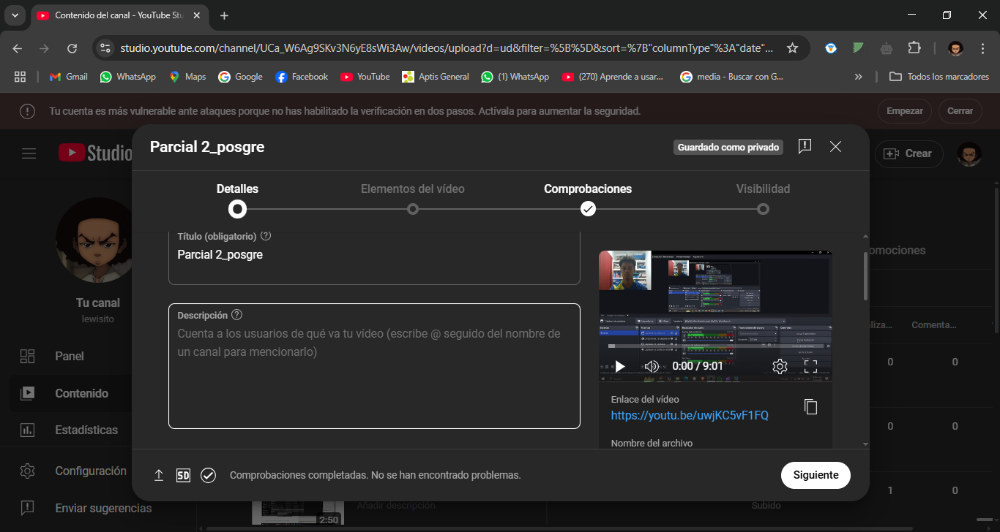 Contenido del canal - YouTube Stu
studio.youtube.com/channel/UCa_W6Ag9SKv3N6yE8sWi3Aw/videos/upload?d=ud&filter=%5B%5D&sort=%7B"columnType"%3A"date"...
Gmail
WhatsApp
Maps
Google
Facebook
YouTube
Aptis General
(1) WhatsApp
(270) Aprende a usar...
media - Buscar con G...
»
Todos los marcadores
Tu cuenta es más vulnerable ante ataques porque no has habilitado la verificación en dos pasos. Actívala para aumentar la seguridad.
Empezar
Cerrar
Studio
Crear
Parcial 2_posgre
Guardado como privado
Detalles
Elementos del vídeo
Comprobaciones
Visibilidad
Título (obligatorio)
Parcial 2_posgre
Descripción
Cuenta a los usuarios de qué va tu vídeo (escribe @ seguido del nombre de
un canal para mencionarlo)
0:00 / 9:01
Enlace del vídeo
https://youtu.be/uwjKC5vF1FQ
Nombre del archivo
SD
Comprobaciones completadas. No se han encontrado problemas.
Siguiente
Tu canal
lewisito
Panel
Contenido
Estadísticas
Configuración
Enviar sugerencias
omociones
aliza...
Comenta...
0
0
0
0
1
0
2:50
Añadir descripción
Subido